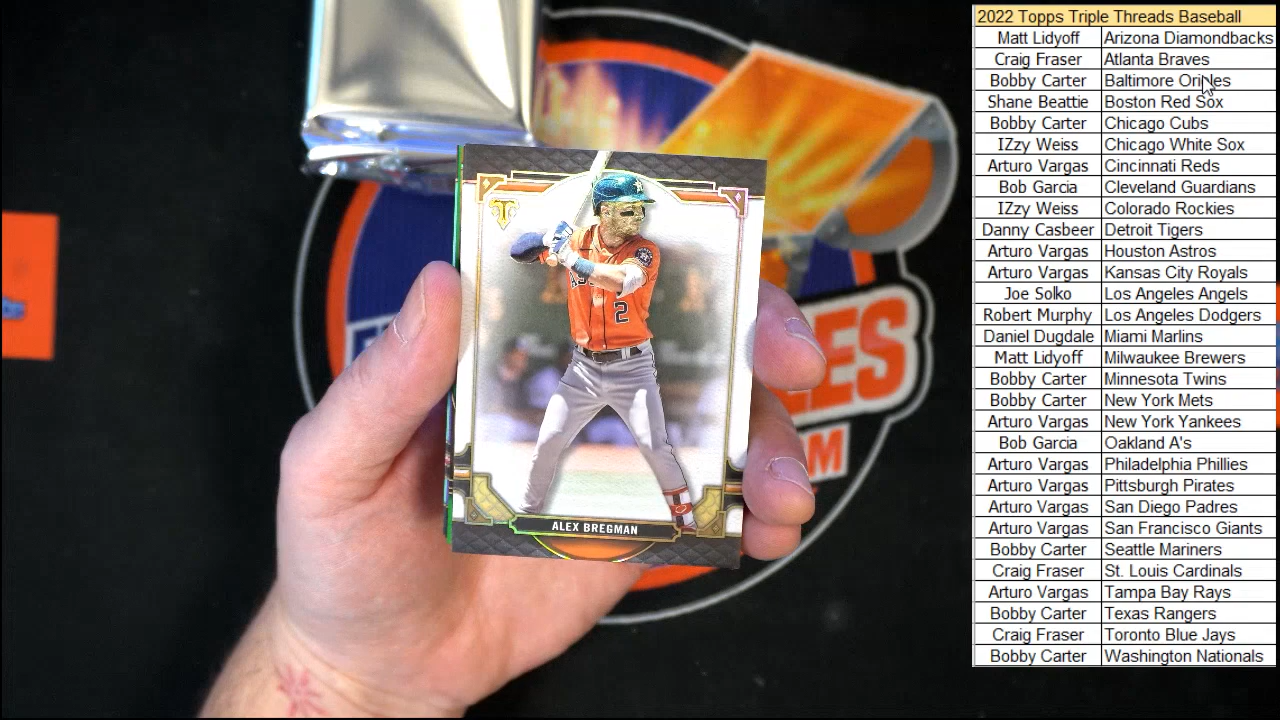 2022 Topps Triple Threads Baseball
Matt Lidyoff Arizona Diamondbacks
Craig Fraser Atlanta Braves
Bobby Carter Baltimore Orioles
Shane Beattie Boston Red Sox
Bobby Carter Chicago Cubs
IZzy Weiss Chicago White Sox
Arturo Vargas Cincinnati Reds
Bob Garcia Cleveland Guardians
IZzy Weiss Colorado Rockies
Danny Casbeer Detroit Tigers
Arturo Vargas Houston Astros
Arturo Vargas Kansas City Royals
Joe Solko Los Angeles Angels
Robert Murphy Los Angeles Dodgers
Daniel Dugdale Miami Marlins
Matt Lidyoff Milwaukee Brewers
Bobby Carter Minnesota Twins
Bobby Carter New York Mets
Arturo Vargas New York Yankees
Bob Garcia Oakland A's
Arturo Vargas Philadelphia Phillies
Arturo Vargas Pittsburgh Pirates
Arturo Vargas San Diego Padres
Arturo Vargas San Francisco Giants
Bobby Carter Seattle Mariners
Craig Fraser St. Louis Cardinals
Arturo Vargas Tampa Bay Rays
Bobby Carter Texas Rangers
Craig Fraser Toronto Blue Jays
Bobby Carter Washington Nationals
2
ALEX BREGMAN